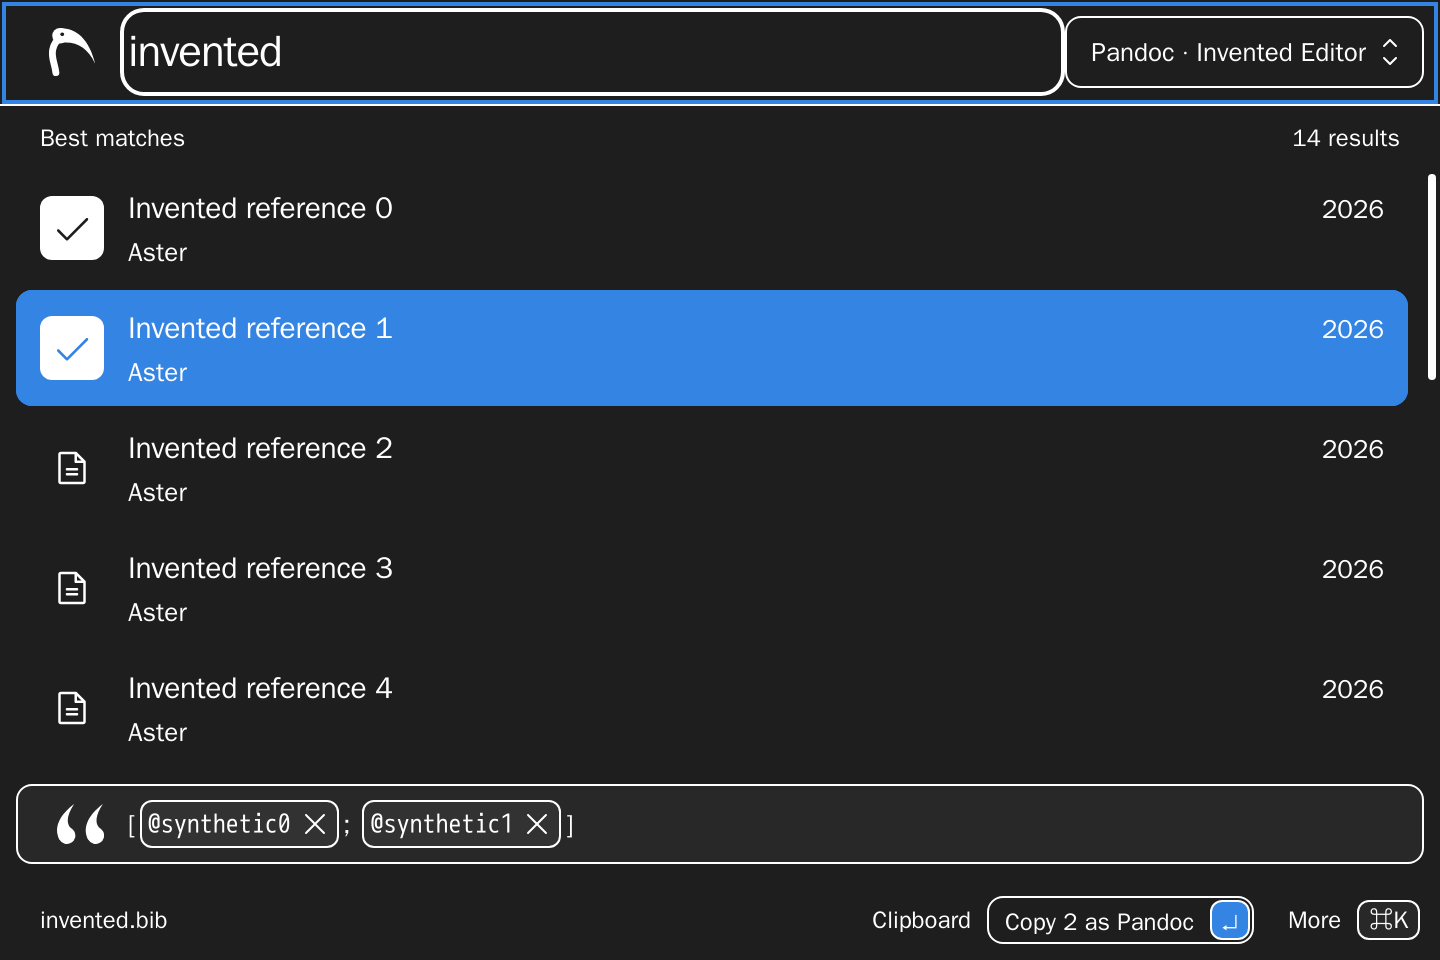 invented
Pandoc · Invented Editor
Best matches
14 results
Invented reference 0
2026
Aster
Invented reference 1
2026
Aster
Invented reference 2
2026
Aster
Invented reference 3
2026
Aster
Invented reference 4
2026
Aster
[@synthetic0; @synthetic1]
invented.bib
Clipboard
Copy 2 as Pandoc
More
⌘K